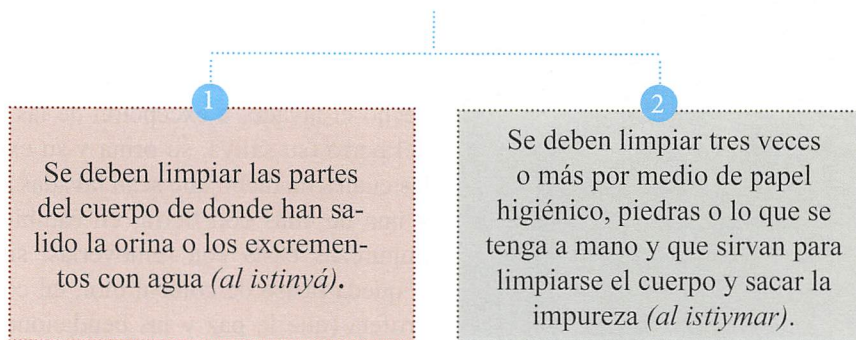 1
Se deben limpiar las partes
del cuerpo de donde han sa-
lido la orina o los excremen-
tos con agua (al istinyá).
2
Se deben limpiar tres veces
o más por medio de papel
higiénico, piedras o lo que se
tenga a mano y que sirvan para
limpiarse el cuerpo y sacar la
impureza (al istiymar).